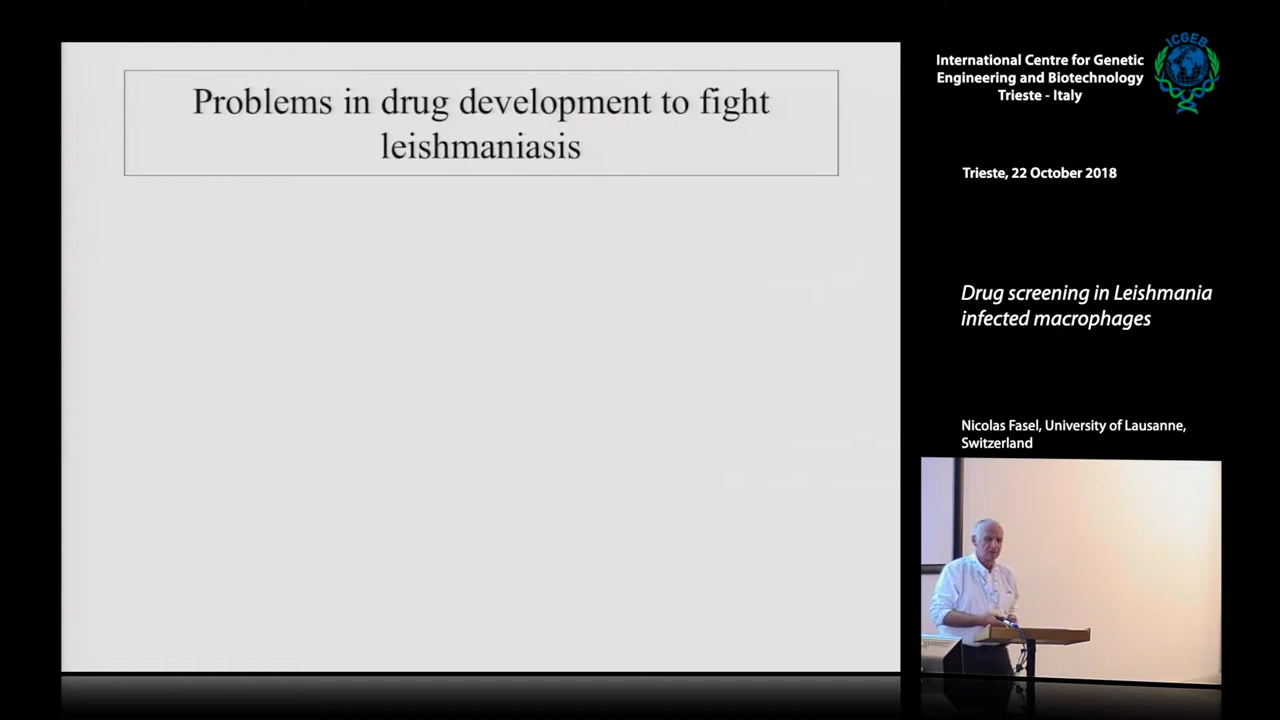 Problems in drug development to fight
leishmaniasis
International Centre for Genetic
Engineering and Biotechnology
Trieste - Italy
ICGEB
Trieste, 22 October 2018
Drug screening in Leishmania
infected macrophages
Nicolas Fasel, University of Lausanne,
Switzerland